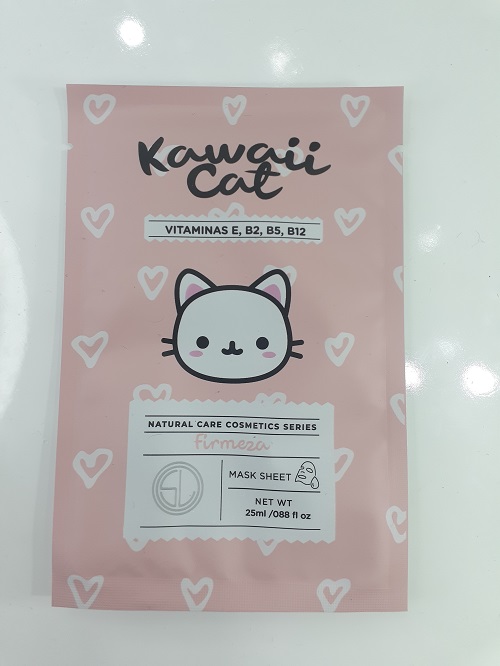 Kawaii
Cat
VITAMINAS E, B2, B5, B12
NATURAL CARE COSMETICS SERIES
firmeza
SL
MASK SHEET
NET WT
25ml /088 fl oz